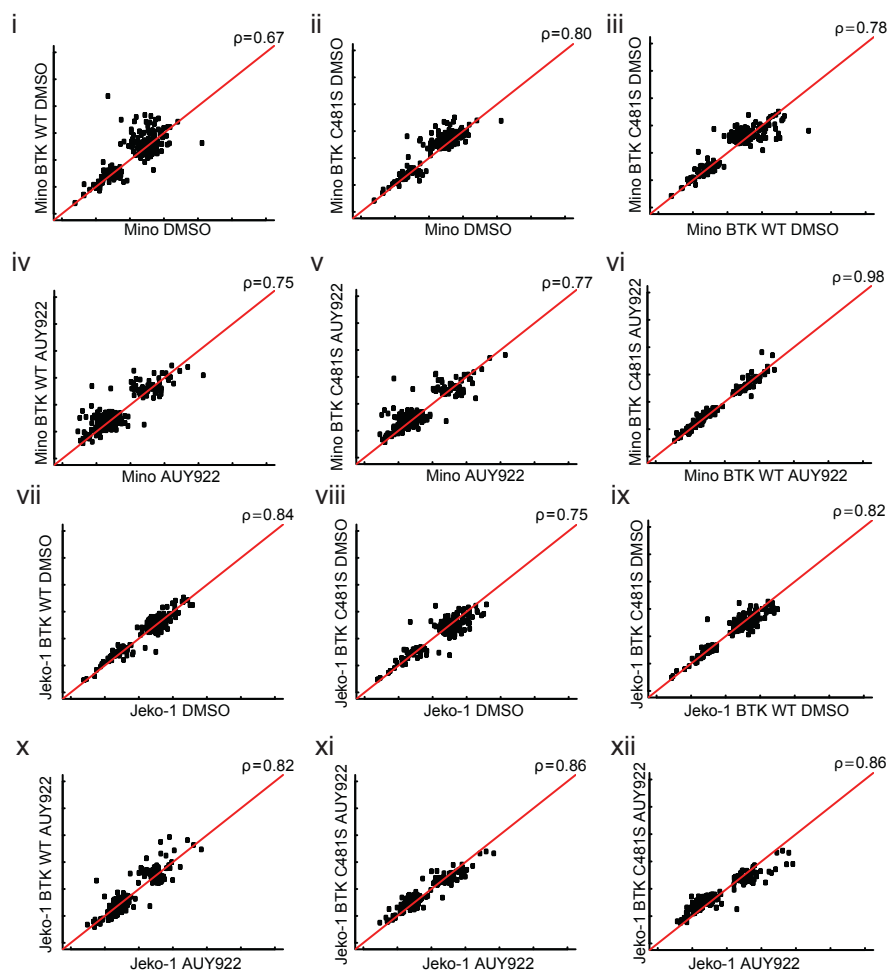 i
ρ=0.67
Mino BTK WT DMSO
Mino DMSO
ii
ρ=0.80
Mino BTK C481S DMSO
Mino DMSO
iii
ρ=0.78
Mino BTK C481S DMSO
Mino BTK WT DMSO
iv
ρ=0.75
Mino BTK WT AUY922
Mino AUY922
v
ρ=0.77
Mino BTK C481S AUY922
Mino AUY922
vi
ρ=0.98
Mino BTK C481S AUY922
Mino BTK WT AUY922
vii
ρ=0.84
Jeko-1 BTK WT DMSO
Jeko-1 DMSO
viii
ρ=0.75
Jeko-1 BTK C481S DMSO
Jeko-1 DMSO
ix
ρ=0.82
Jeko-1 BTK C481S DMSO
Jeko-1 BTK WT DMSO
x
ρ=0.82
Jeko-1 BTK WT AUY922
Jeko-1 AUY922
xi
ρ=0.86
Jeko-1 BTK C481S AUY922
Jeko-1 AUY922
xii
ρ=0.86
Jeko-1 BTK C481S AUY922
Jeko-1 AUY922